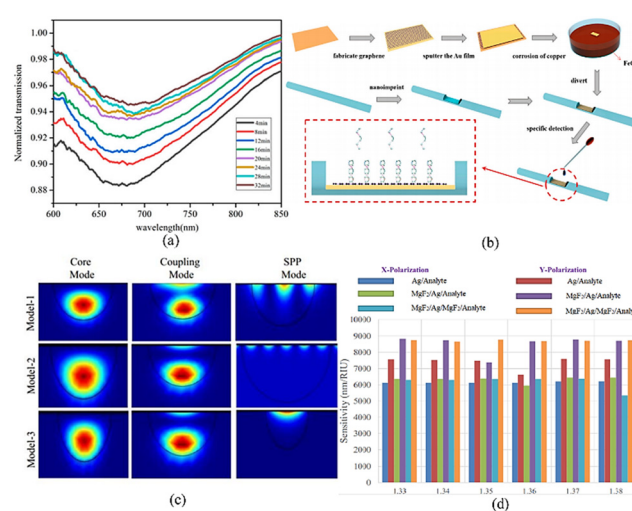 (a)
1.00
0.98
0.96
0.94
0.92
0.90
0.88
Normalized transmission
600 650 700 750 800 850
wavelength(nm)
4min
8min
12min
16min
20min
24min
28min
32min
(a)
fabricate graphene
sputter the Au film
corrosion of copper
divert
nanoimprint
specific detection
(b)
Core
Mode
Coupling
Mode
SPP
Mode
Model-1
Model-2
Model-3
(c)
X-Polarization
Y-Polarization
Ag/Analyte
Ag/Analyte
MgF₂/Ag/Analyte
MgF₂/Ag/Analyte
MgF₂/Ag/MgF₂/Analyte
MgF₂/Ag/MgF₂/Analy
Sensitivity (nm/RIU)
10000
9000
8000
7000
6000
5000
4000
3000
2000
1000
0
1.33 1.34 1.35 1.36 1.37 1.38
(d)